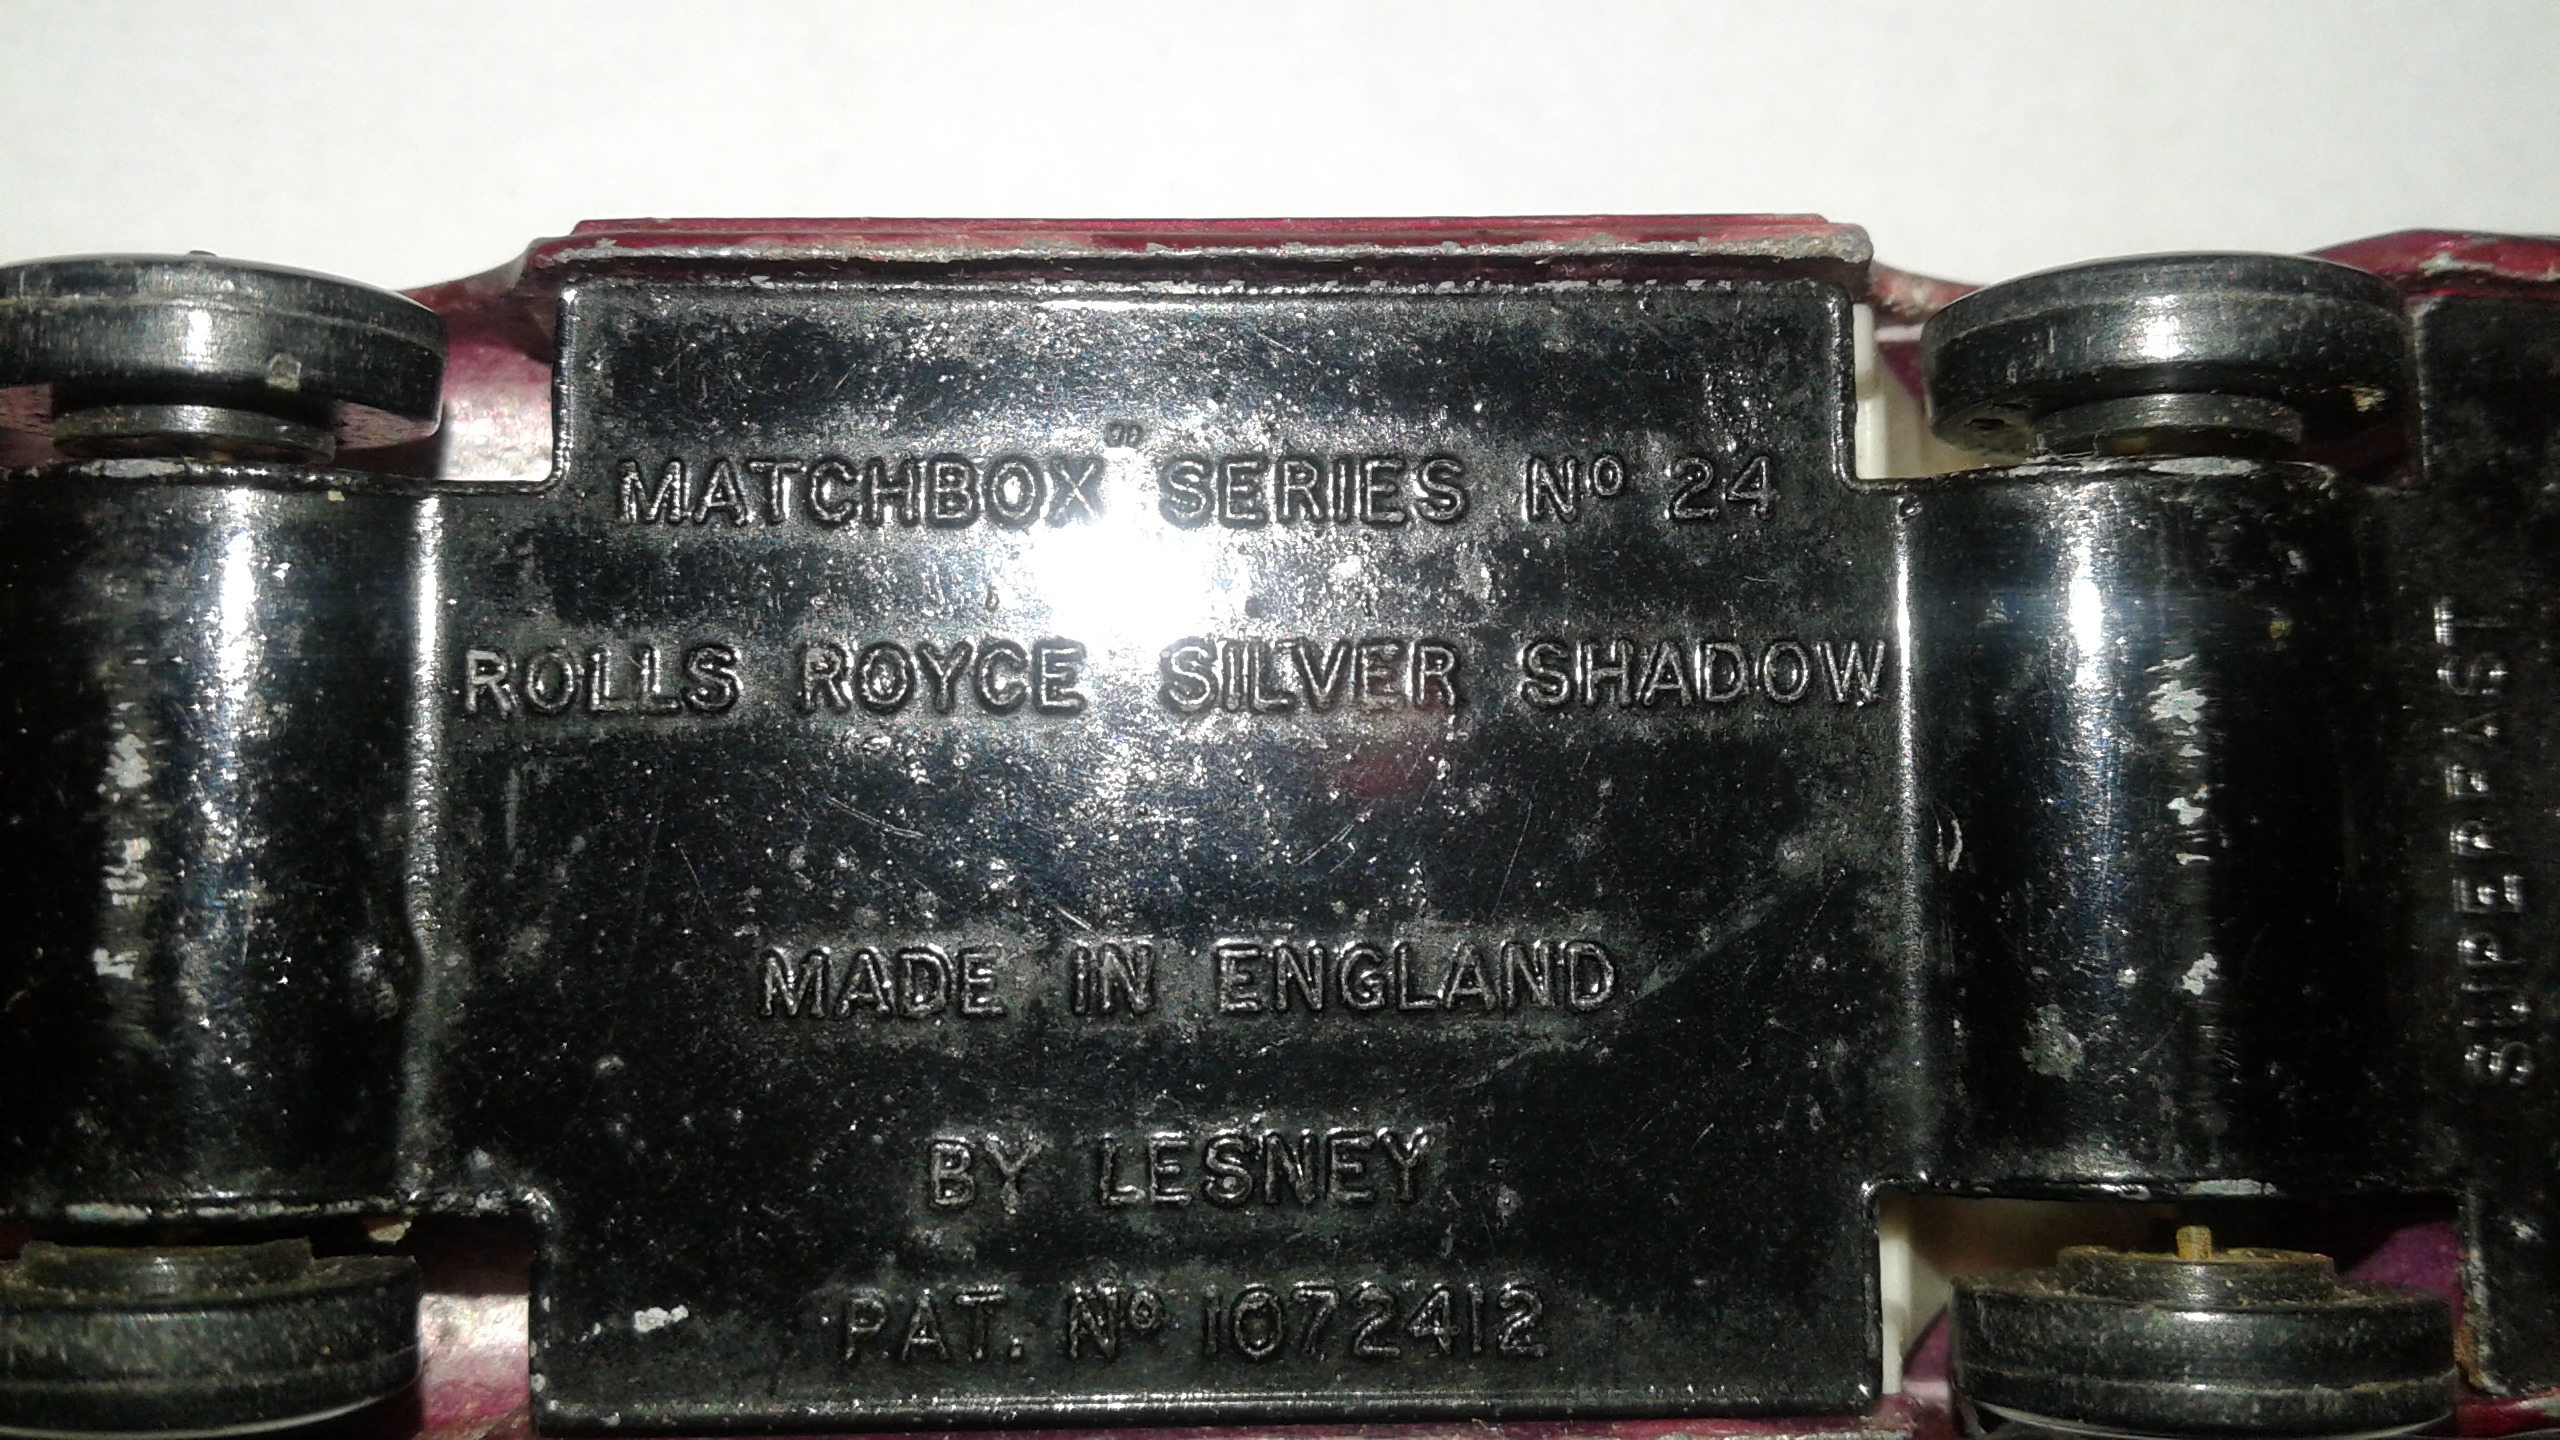 MATCHBOX SERIES Nº 24
ROLLS ROYCE SILVER SHADOW
MADE IN ENGLAND
BY LESNEY
PAT. Nº 1072412
SUPERFAST